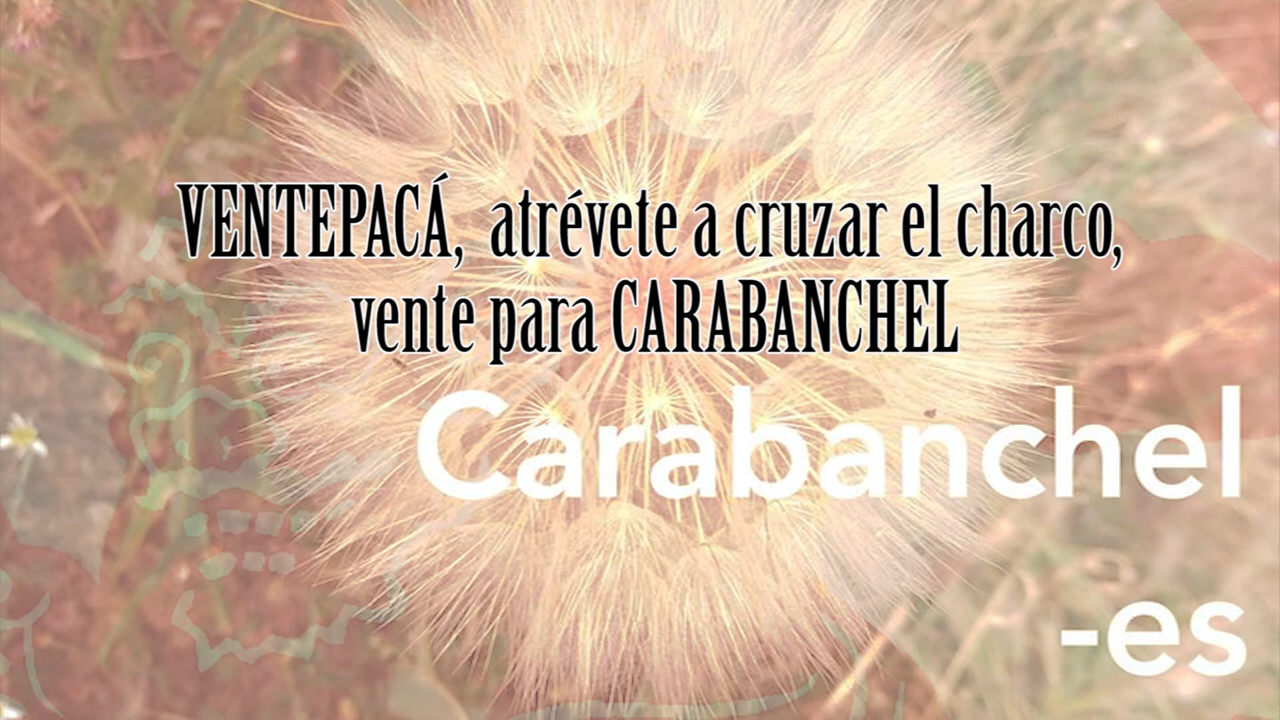 VENTEPACÁ, atrévete a cruzar el charco,
vente para CARABANCHEL
Carabanchel
-es